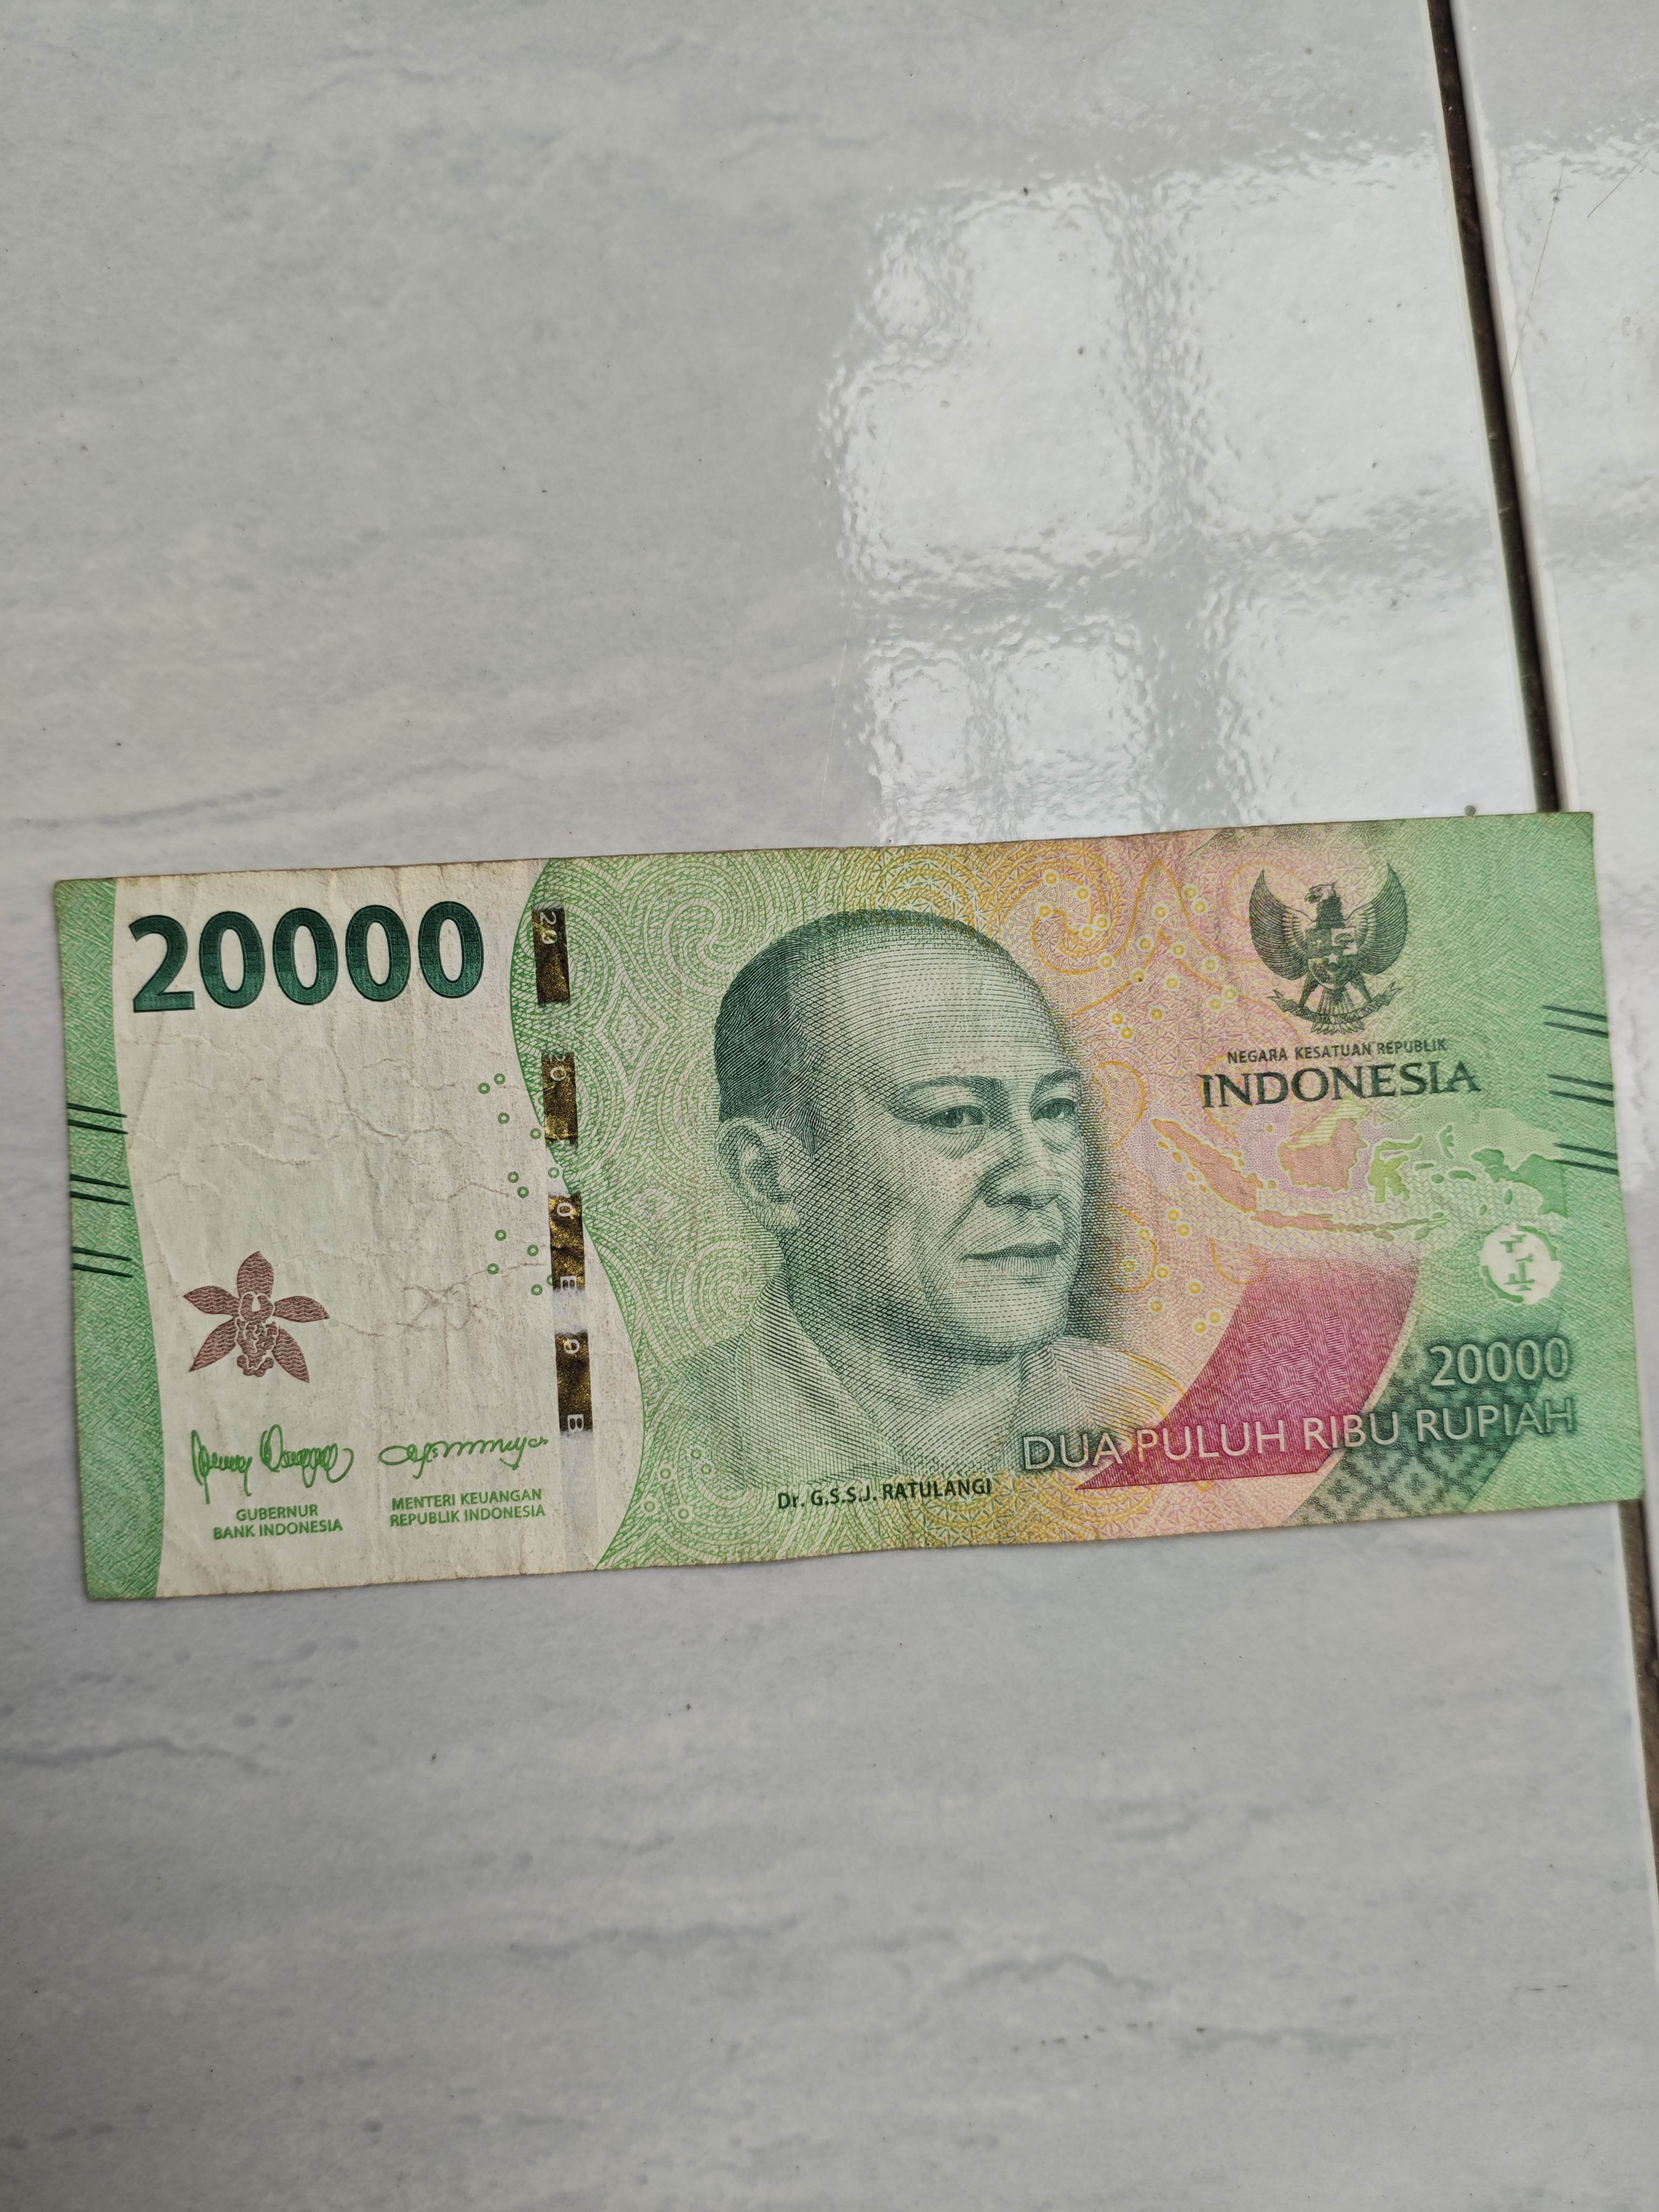 20000
NEGARA KESATUAN REPUBLIK
INDONESIA
20000
DUA PULUH RIBU RUPIAH
Dr. G.S.S.J. RATULANGI
GUBERNUR
BANK INDONESIA
MENTERI KEUANGAN
REPUBLIK INDONESIA